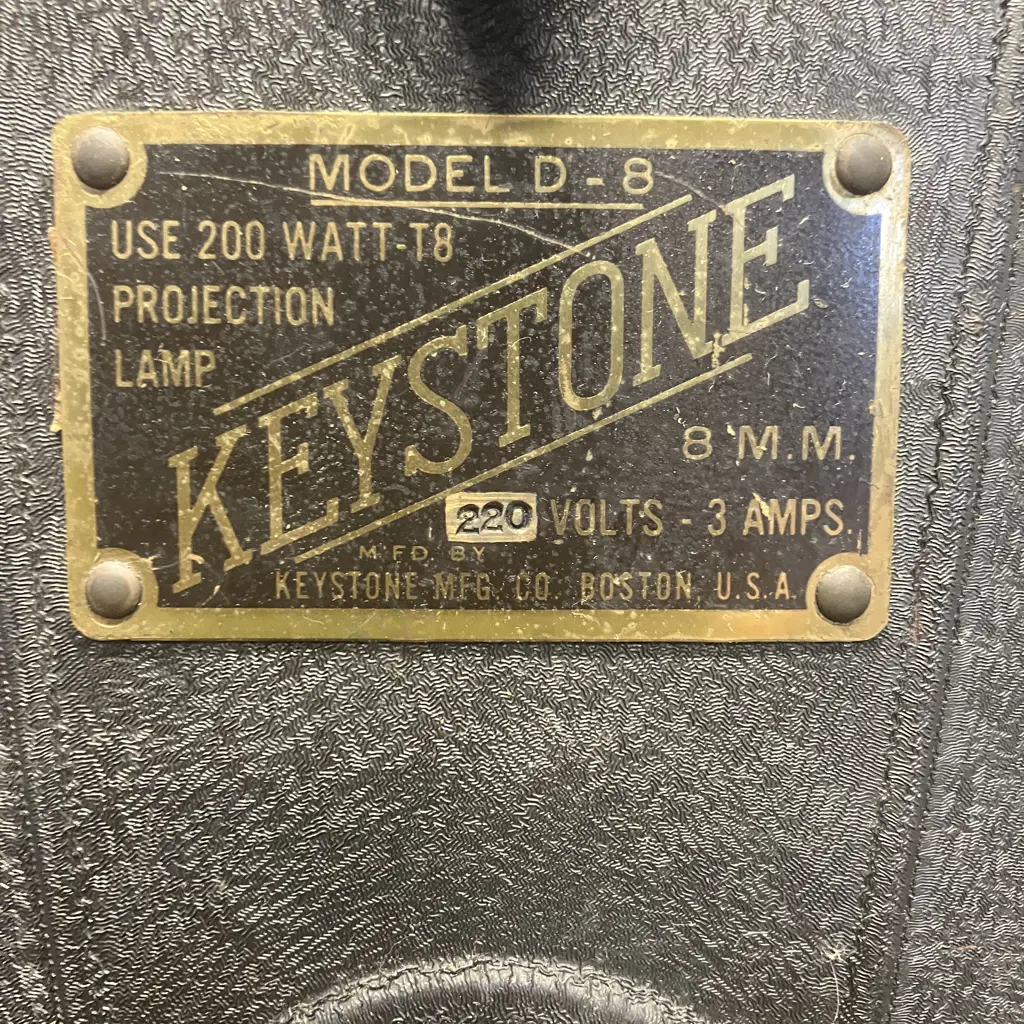 MODEL D - 8
USE 200 WATT-T8
PROJECTION
LAMP
KEYSTONE
8 M.M.
220 VOLTS - 3 AMPS.
M'F'D. BY
KEYSTONE MFG. CO. BOSTON, U.S.A.